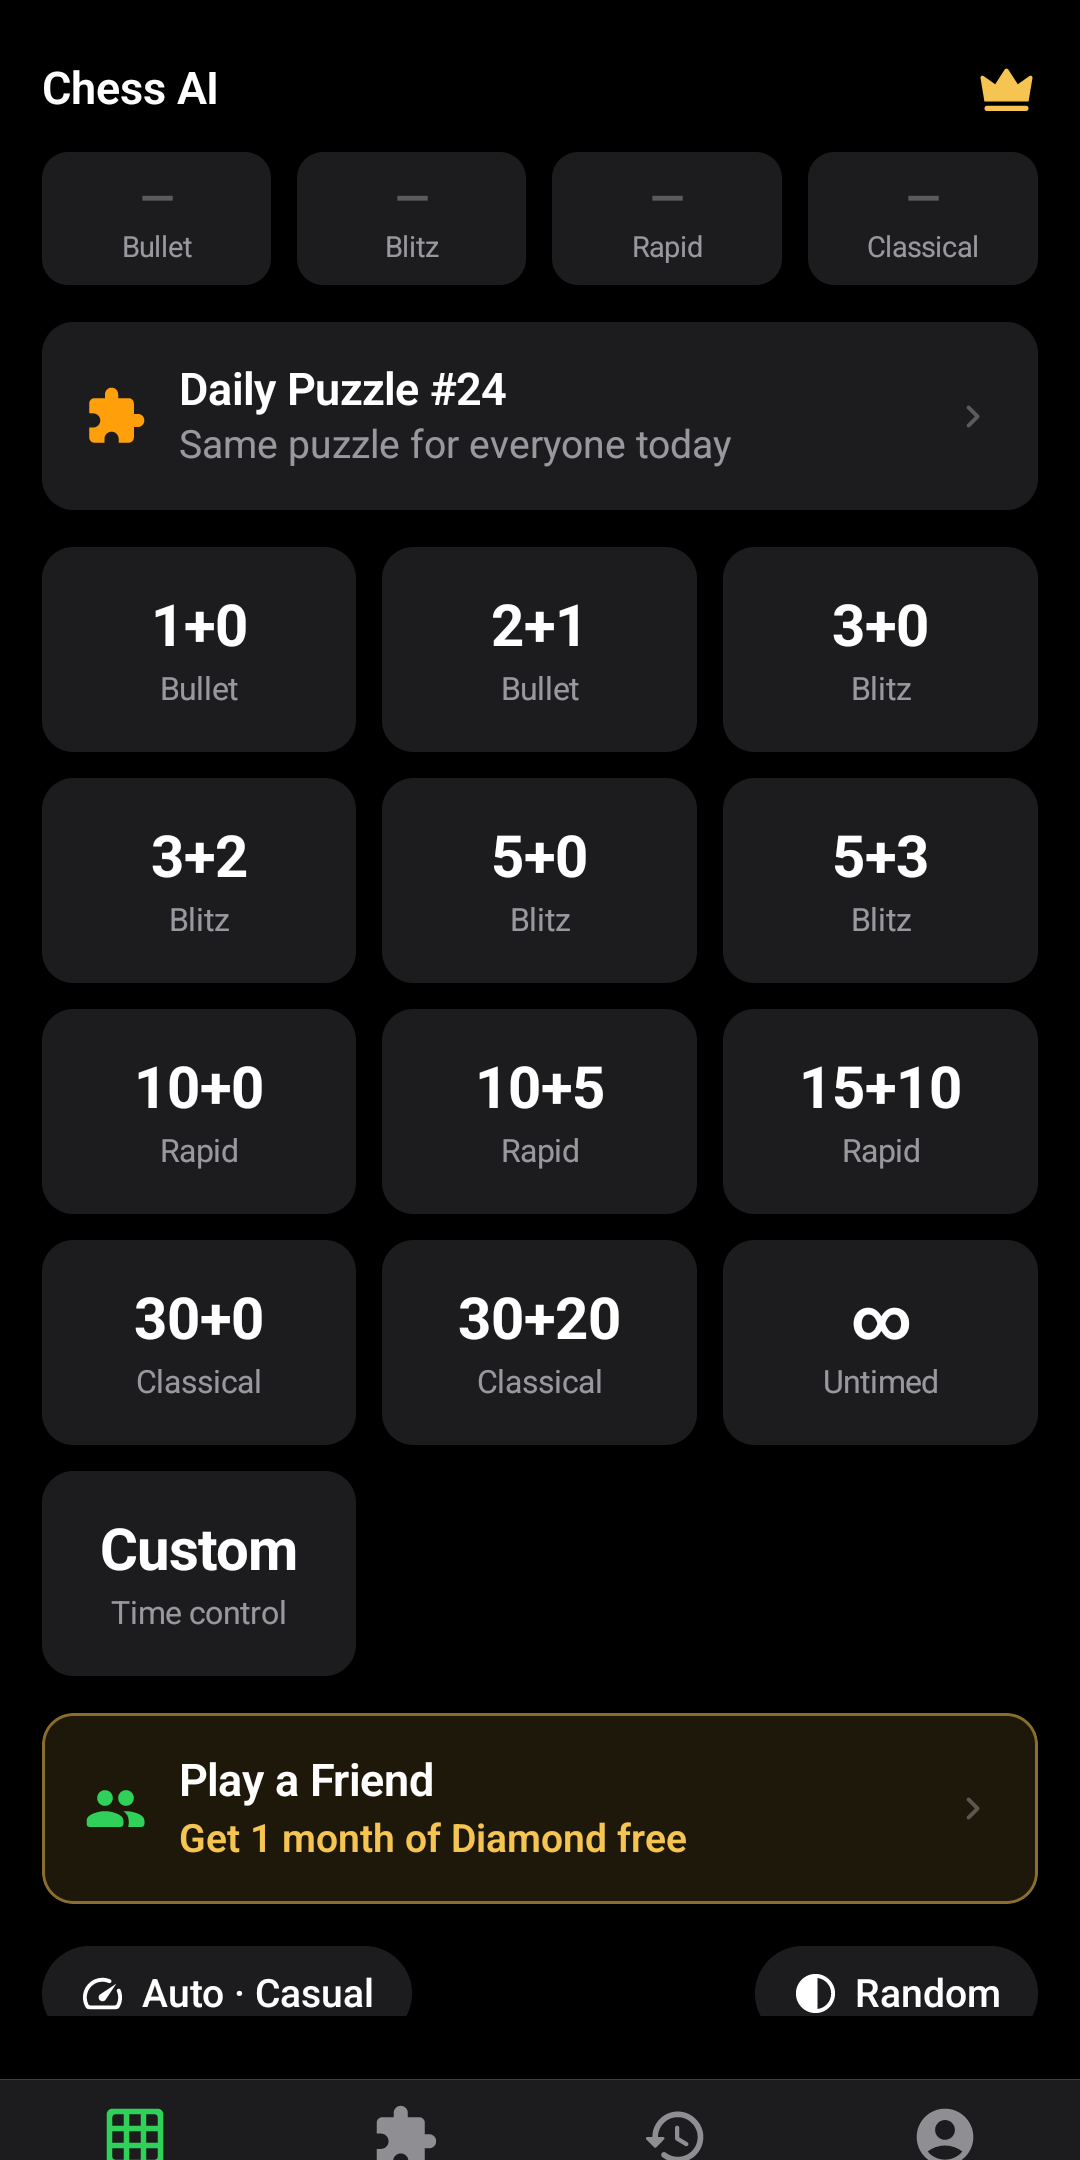 Chess AI
— — — —
Bullet Blitz Rapid Classical
Daily Puzzle #24
Same puzzle for everyone today
1+0 2+1 3+0
Bullet Bullet Blitz
3+2 5+0 5+3
Blitz Blitz Blitz
10+0 10+5 15+10
Rapid Rapid Rapid
30+0 30+20 ∞
Classical Classical Untimed
Custom
Time control
Play a Friend
Get 1 month of Diamond free
Auto · Casual Random